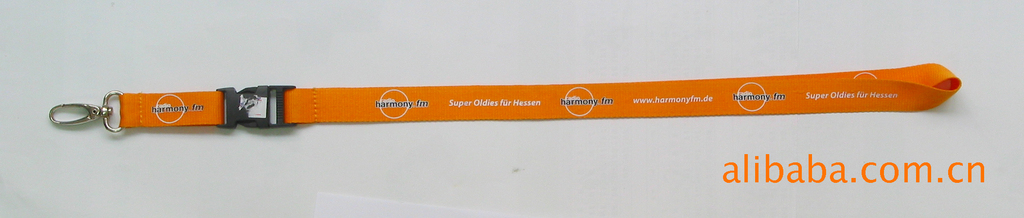 harmony.fm
harmony.fm
Super Oldies für Hessen
harmony.fm
www.harmonyfm.de
harmony.fm
Super Oldies für Hessen
alibaba.com.cn